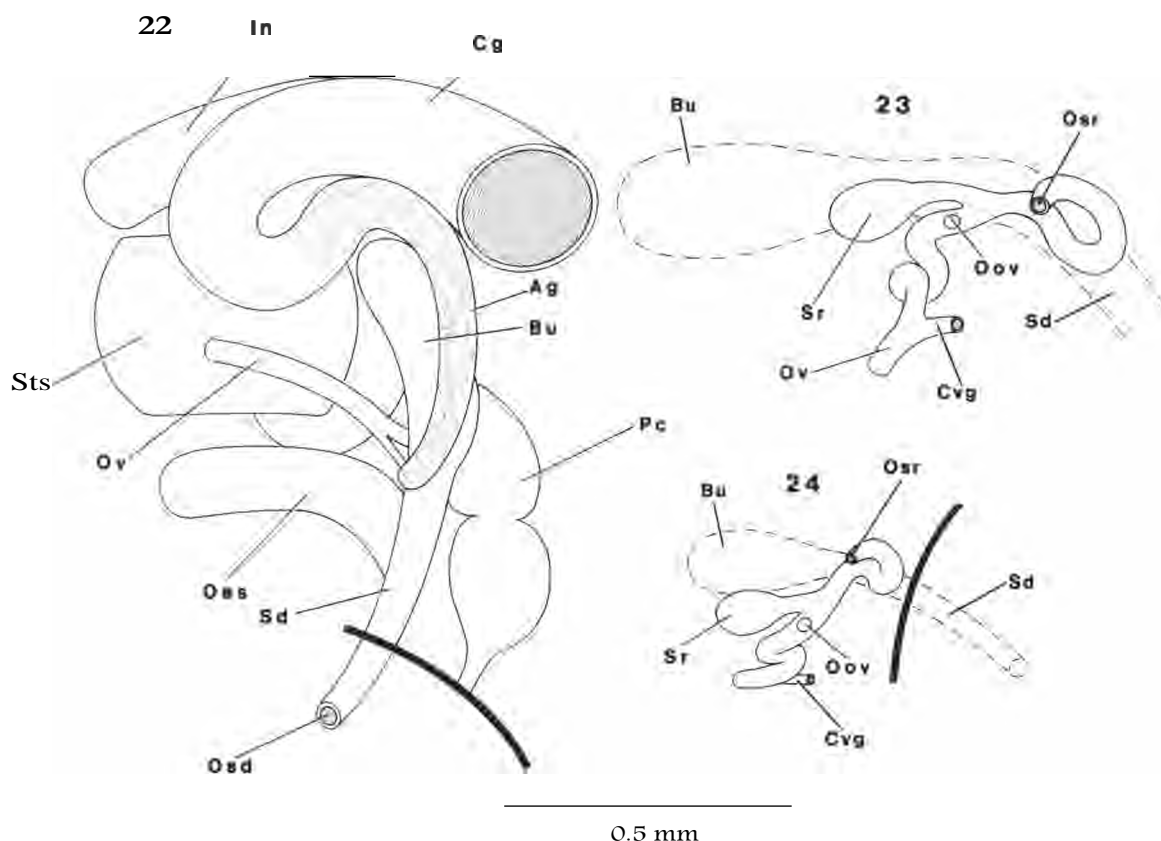 22 In Cg
Bu 23 Osr
Ag
Bu
Oov
Sr Sd
Sts
Ov
Cvg
Pc
Ov
Osr
Bu 24
Oes
Sd
Sd
Sr
Oov
Cvg
Osd
0.5 mm